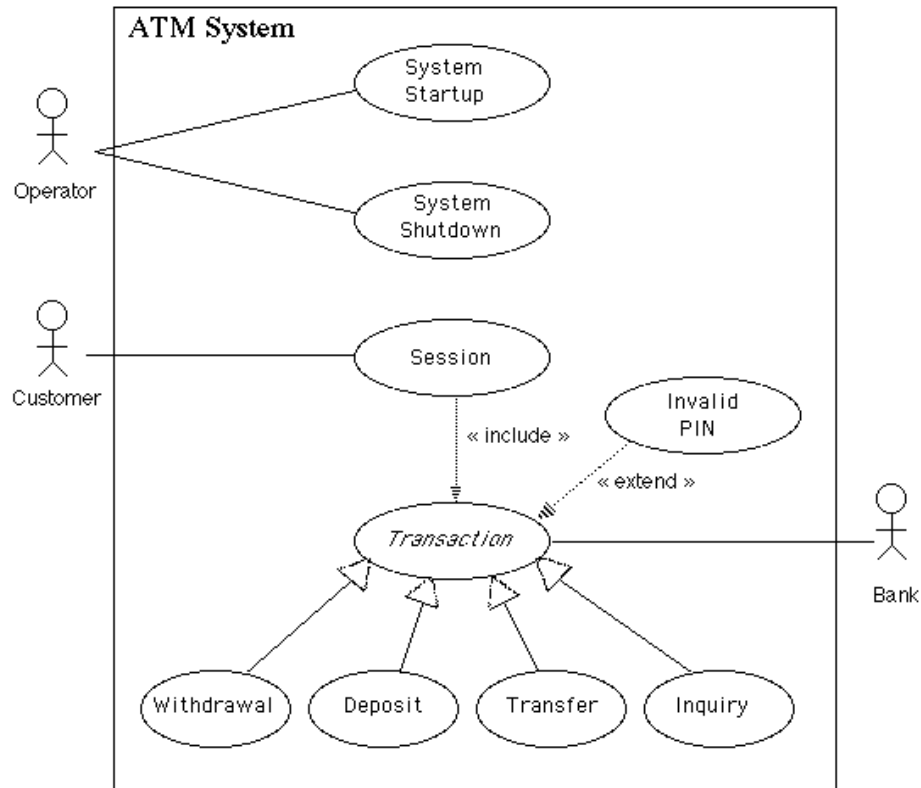 ATM System
System
Startup
Operator
System
Shutdown
Session
Customer
Invalid
PIN
« include »
« extend »
Transaction
Bank
Withdrawal
Deposit
Transfer
Inquiry